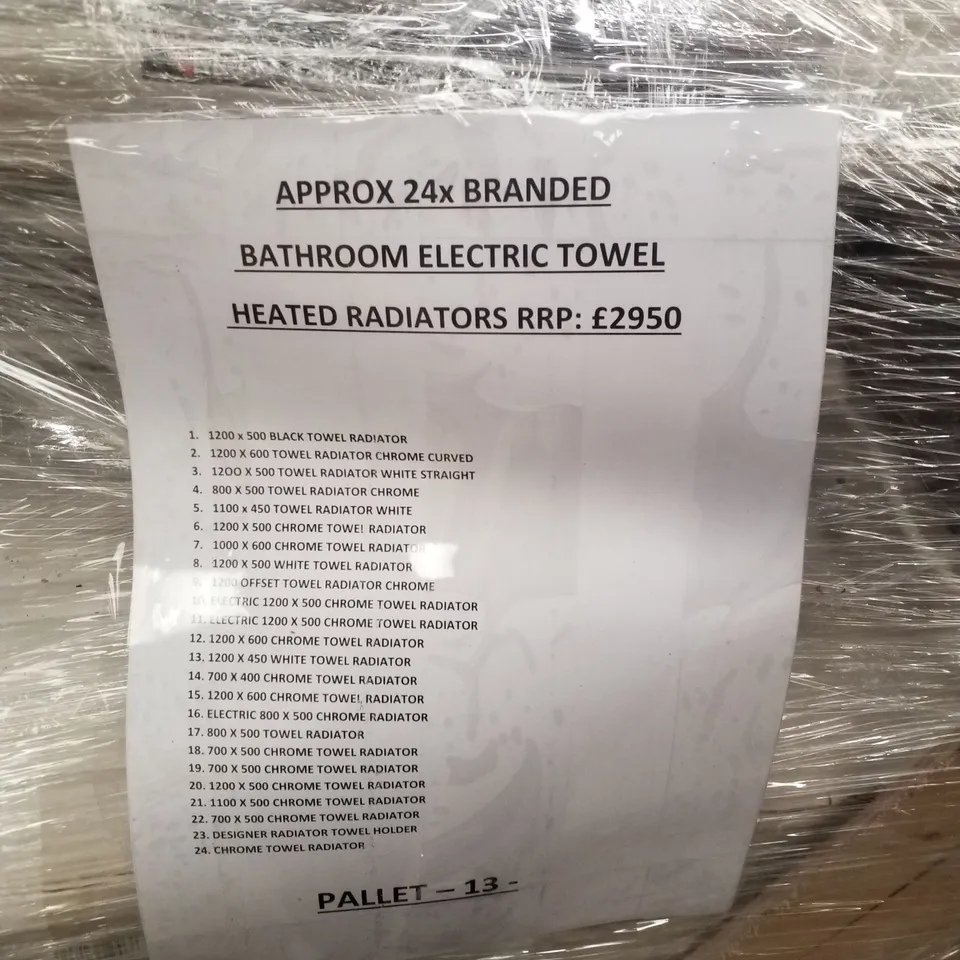 APPROX 24x BRANDED
BATHROOM ELECTRIC TOWEL
HEATED RADIATORS RRP: £2950
1. 1200 x 500 BLACK TOWEL RADIATOR
2. 1200 X 600 TOWEL RADIATOR CHROME CURVED
3. 12OO X 500 TOWEL RADIATOR WHITE STRAIGHT
4. 800 X 500 TOWEL RADIATOR CHROME
5. 1100 x 450 TOWEL RADIATOR WHITE
6. 1200 X 500 CHROME TOWEL RADIATOR
7. 1000 X 600 CHROME TOWEL RADIATOR
8. 1200 X 500 WHITE TOWEL RADIATOR
9. 1200 OFFSET TOWEL RADIATOR CHROME
10. ELECTRIC 1200 X 500 CHROME TOWEL RADIATOR
11. ELECTRIC 1200 X 500 CHROME TOWEL RADIATOR
12. 1200 X 600 CHROME TOWEL RADIATOR
13. 1200 X 450 WHITE TOWEL RADIATOR
14. 700 X 400 CHROME TOWEL RADIATOR
15. 1200 X 600 CHROME TOWEL RADIATOR
16. ELECTRIC 800 X 500 CHROME RADIATOR
17. 800 X 500 TOWEL RADIATOR
18. 700 X 500 CHROME TOWEL RADIATOR
19. 700 X 500 CHROME TOWEL RADIATOR
20. 1200 X 500 CHROME TOWEL RADIATOR
21. 1100 X 500 CHROME TOWEL RADIATOR
22. 700 X 500 CHROME TOWEL RADIATOR
23. DESIGNER RADIATOR TOWEL HOLDER
24. CHROME TOWEL RADIATOR
PALLET – 13 -